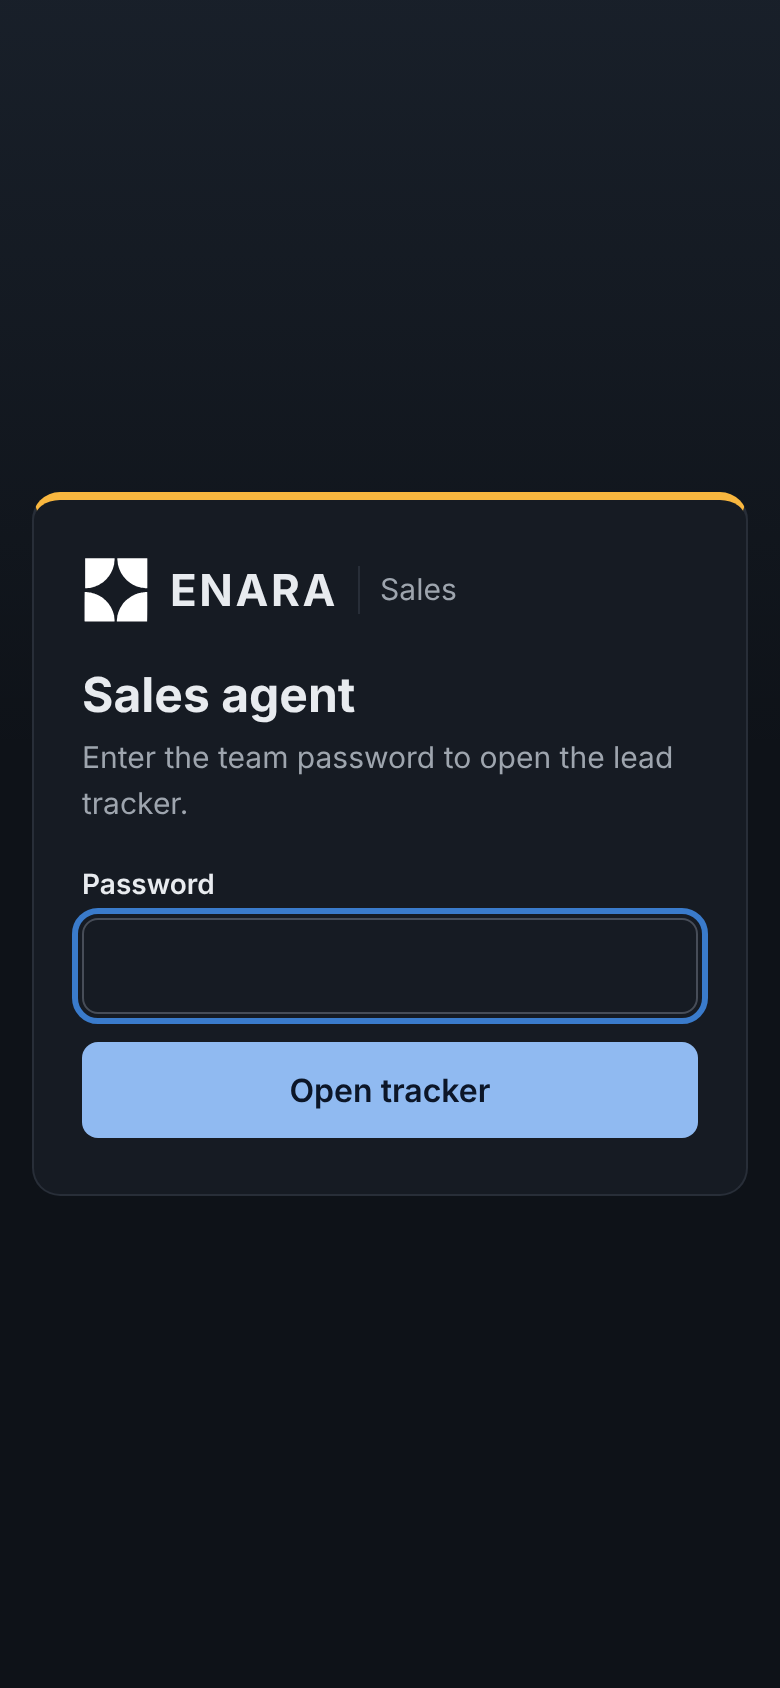 ENARA Sales
Sales agent
Enter the team password to open the lead
tracker.
Password
Open tracker